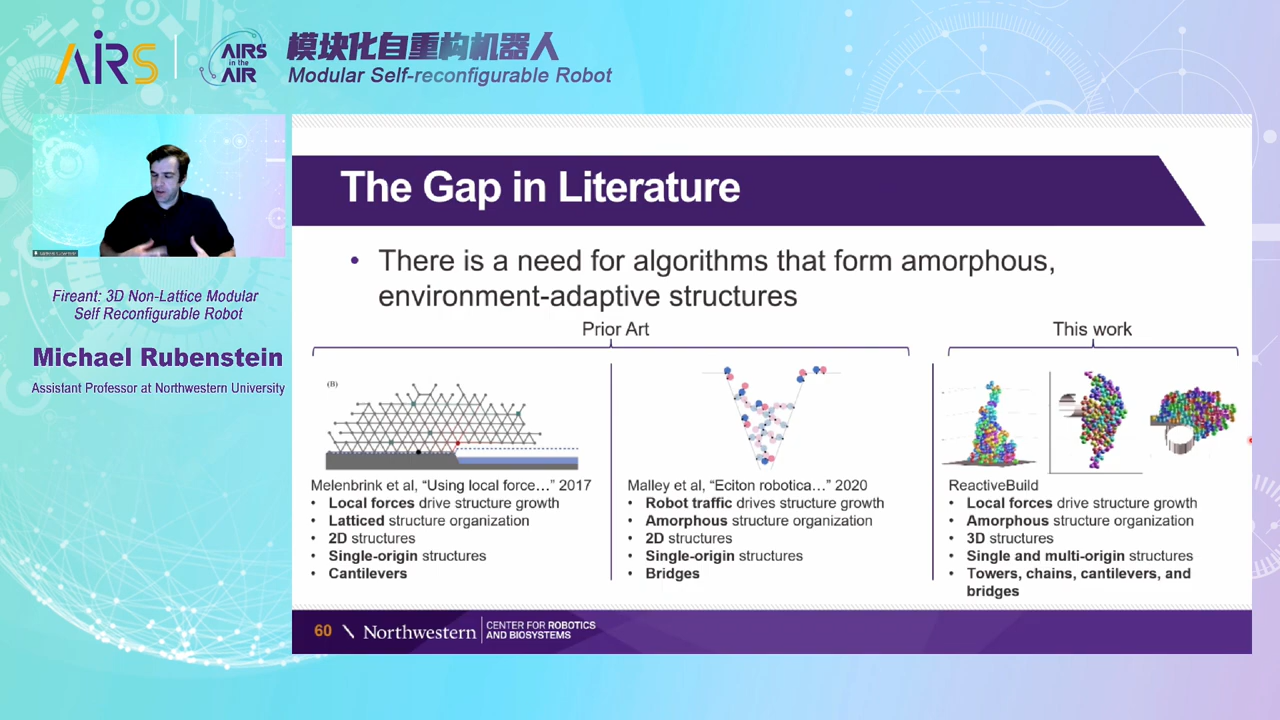 AIRS
AIRS
in the
AIR
模块化自重构机器人
Modular Self-reconfigurable Robot
Fireant: 3D Non-Lattice Modular
Self Reconfigurable Robot
Michael Rubenstein
Assistant Professor at Northwestern University
The Gap in Literature
• There is a need for algorithms that form amorphous,
environment-adaptive structures
Prior Art
This work
(B)
Melenbrink et al, “Using local force…” 2017
• Local forces drive structure growth
• Latticed structure organization
• 2D structures
• Single-origin structures
• Cantilevers
Malley et al, “Eciton robotica…” 2020
• Robot traffic drives structure growth
• Amorphous structure organization
• 2D structures
• Single-origin structures
• Bridges
ReactiveBuild
• Local forces drive structure growth
• Amorphous structure organization
• 3D structures
• Single and multi-origin structures
• Towers, chains, cantilevers, and
bridges
60
Northwestern
CENTER FOR ROBOTICS
AND BIOSYSTEMS